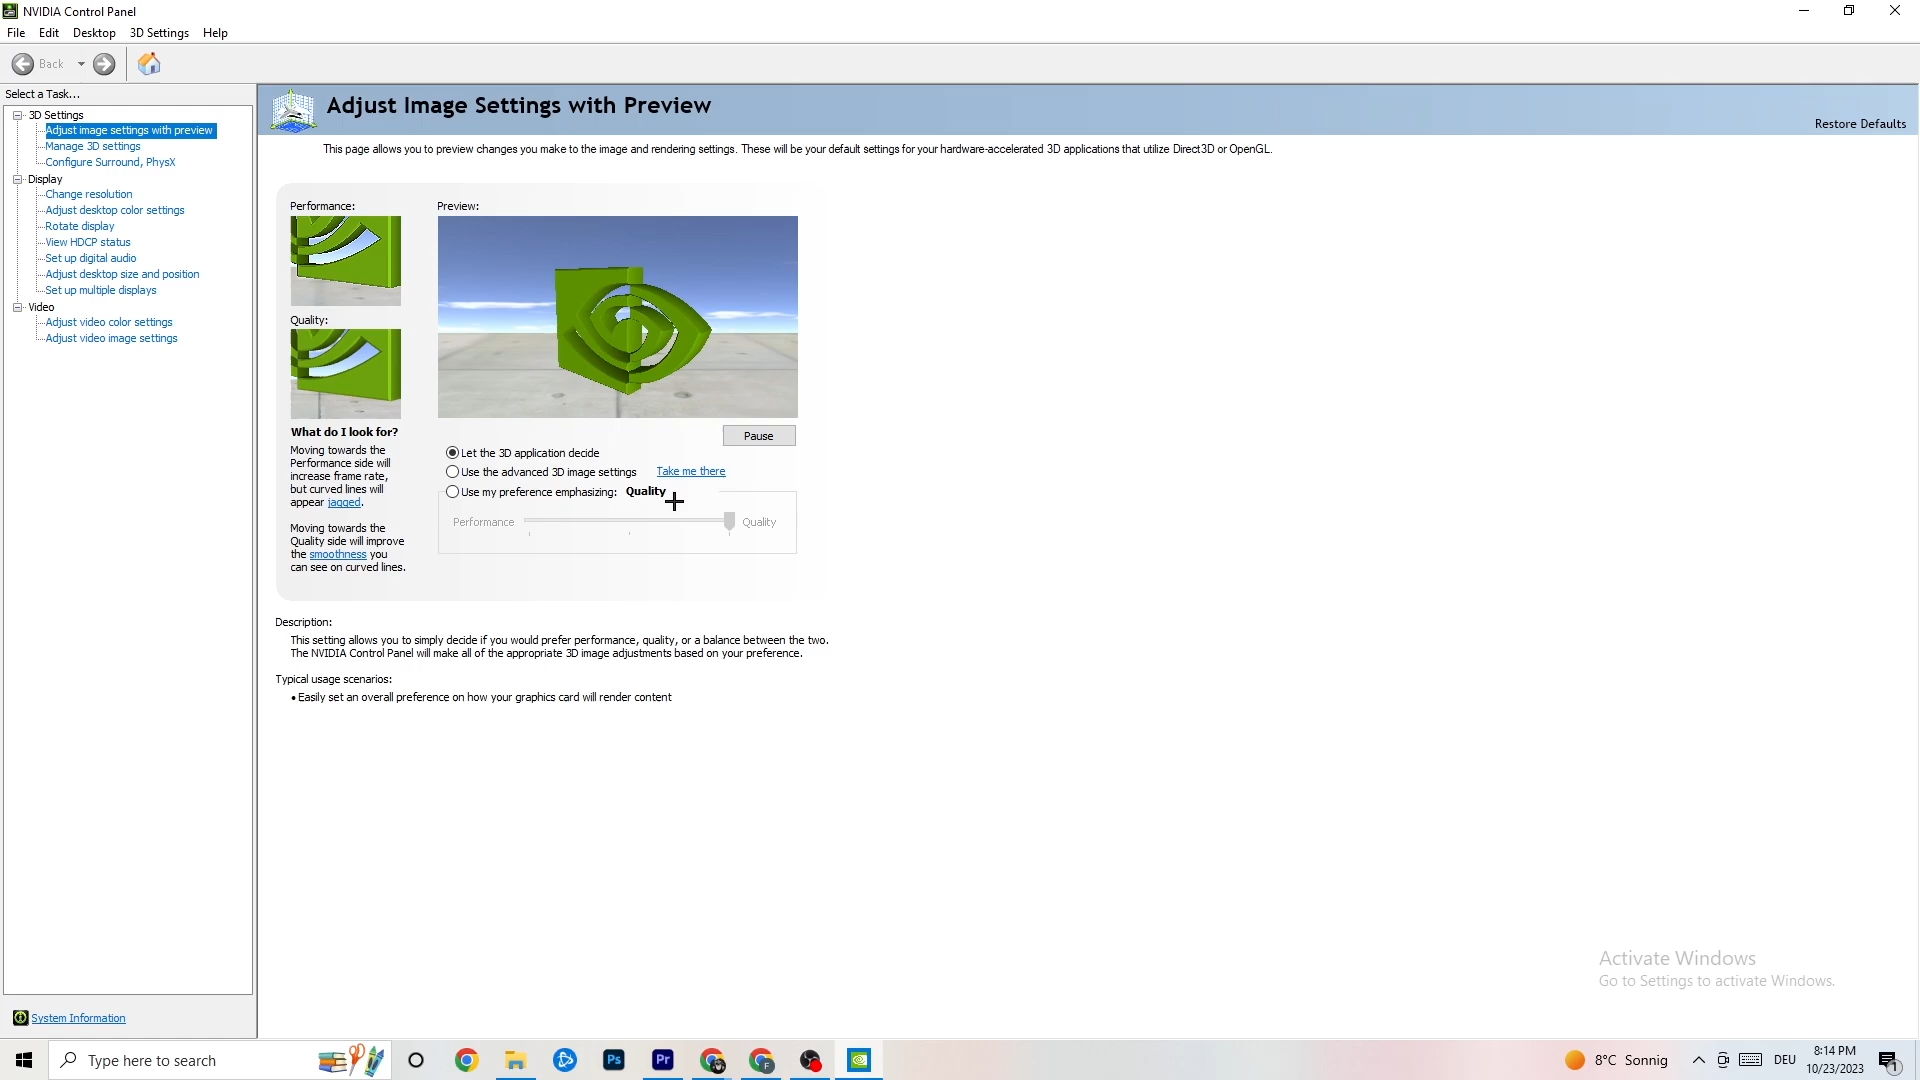 NVIDIA Control Panel
File Edit Desktop 3D Settings Help
Back
Select a Task...
3D Settings
Adjust image settings with preview
Manage 3D settings
Configure Surround, PhysX
Display
Change resolution
Adjust desktop color settings
Rotate display
View HDCP status
Set up digital audio
Adjust desktop size and position
Set up multiple displays
Video
Adjust video color settings
Adjust video image settings
System Information
Adjust Image Settings with Preview
Restore Defaults
This page allows you to preview changes you make to the image and rendering settings. These will be your default settings for your hardware-accelerated 3D applications that utilize Direct3D or OpenGL.
Performance:
Quality:
What do I look for?
Moving towards the
Performance side will
increase frame rate,
but curved lines will
appear jagged.
Moving towards the
Quality side will improve
the smoothness you
can see on curved lines.
Preview:
Pause
Let the 3D application decide
Use the advanced 3D image settings Take me there
Use my preference emphasizing: Quality
Performance Quality
Description:
This setting allows you to simply decide if you would prefer performance, quality, or a balance between the two.
The NVIDIA Control Panel will make all of the appropriate 3D image adjustments based on your preference.
Typical usage scenarios:
• Easily set an overall preference on how your graphics card will render content
Activate Windows
Go to Settings to activate Windows.
Type here to search
Ps
Pr
F
8°C Sonnig
DEU
8:14 PM
10/23/2023
1